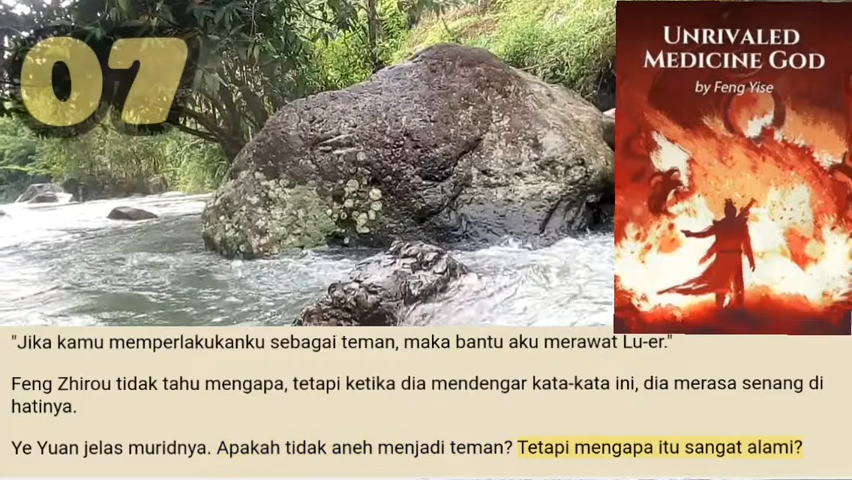 07
UNRIVALED
MEDICINE GOD
by Feng Yise
"Jika kamu memperlakukanku sebagai teman, maka bantu aku merawat Lu-er."
Feng Zhirou tidak tahu mengapa, tetapi ketika dia mendengar kata-kata ini, dia merasa senang di
hatinya.
Ye Yuan jelas muridnya. Apakah tidak aneh menjadi teman? Tetapi mengapa itu sangat alami?